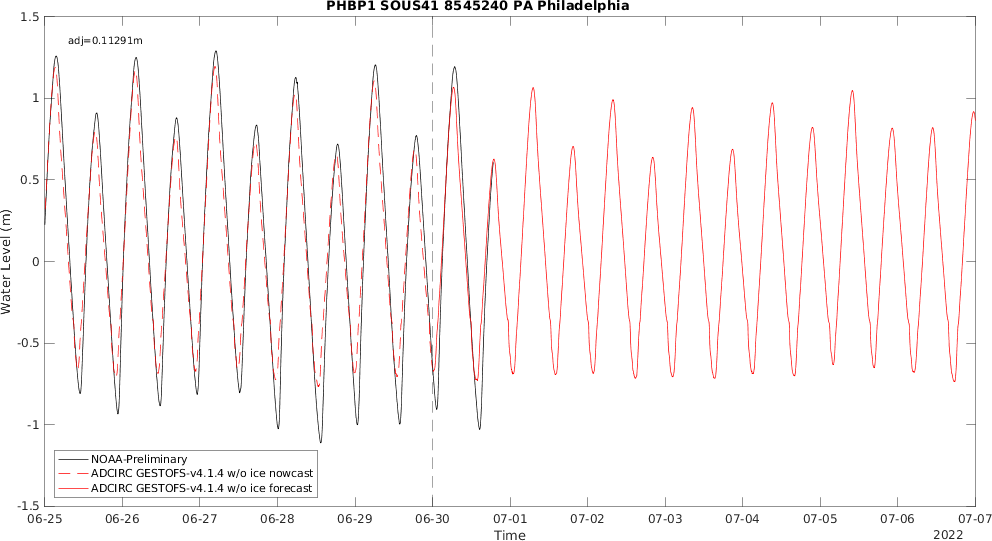 PHBP1 SOUS41 8545240 PA Philadelphia
adj=0.11291m
1.5
1
0.5
0
-0.5
-1
-1.5
Water Level (m)
NOAA-Preliminary
ADCIRC GESTOFS-v4.1.4 w/o ice nowcast
ADCIRC GESTOFS-v4.1.4 w/o ice forecast
06-25 06-26 06-27 06-28 06-29 06-30 07-01 07-02 07-03 07-04 07-05 07-06 07-07
Time
2022